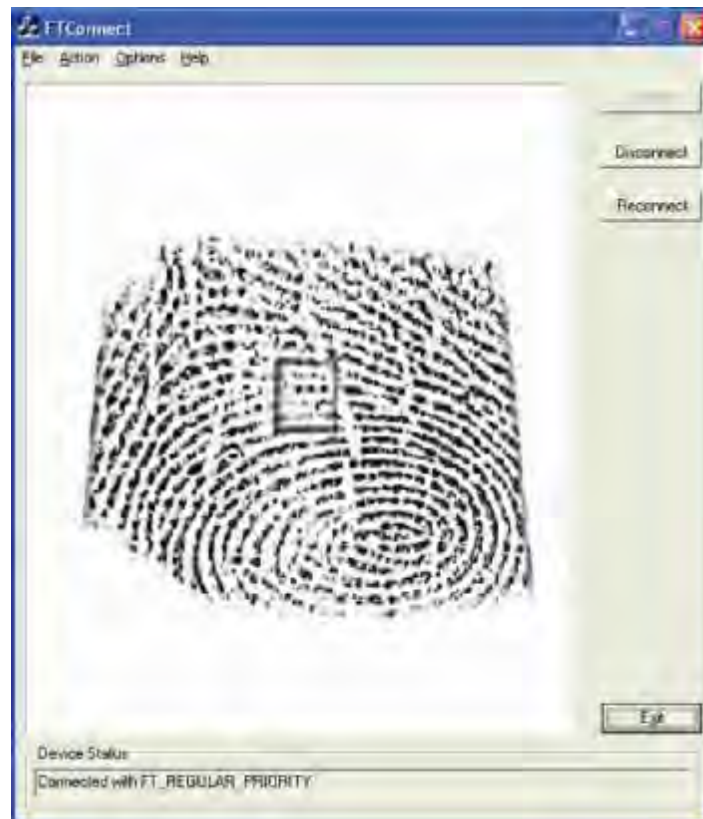 FTConnect
File Action Options Help
Disconnect
Reconnect
Exit
Device Status
Connected with FT_REGULAR_PRIORITY